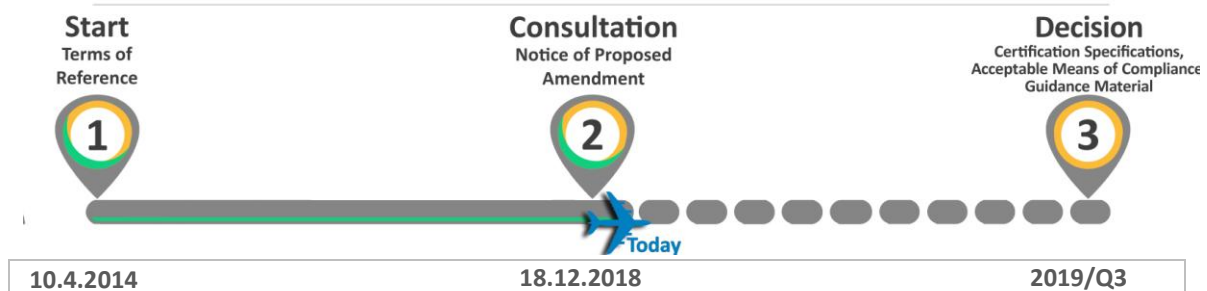 Start
Terms of
Reference
1
Consultation
Notice of Proposed
Amendment
2
Decision
Certification Specifications,
Acceptable Means of Compliance
Guidance Material
3
Today
10.4.2014
18.12.2018
2019/Q3